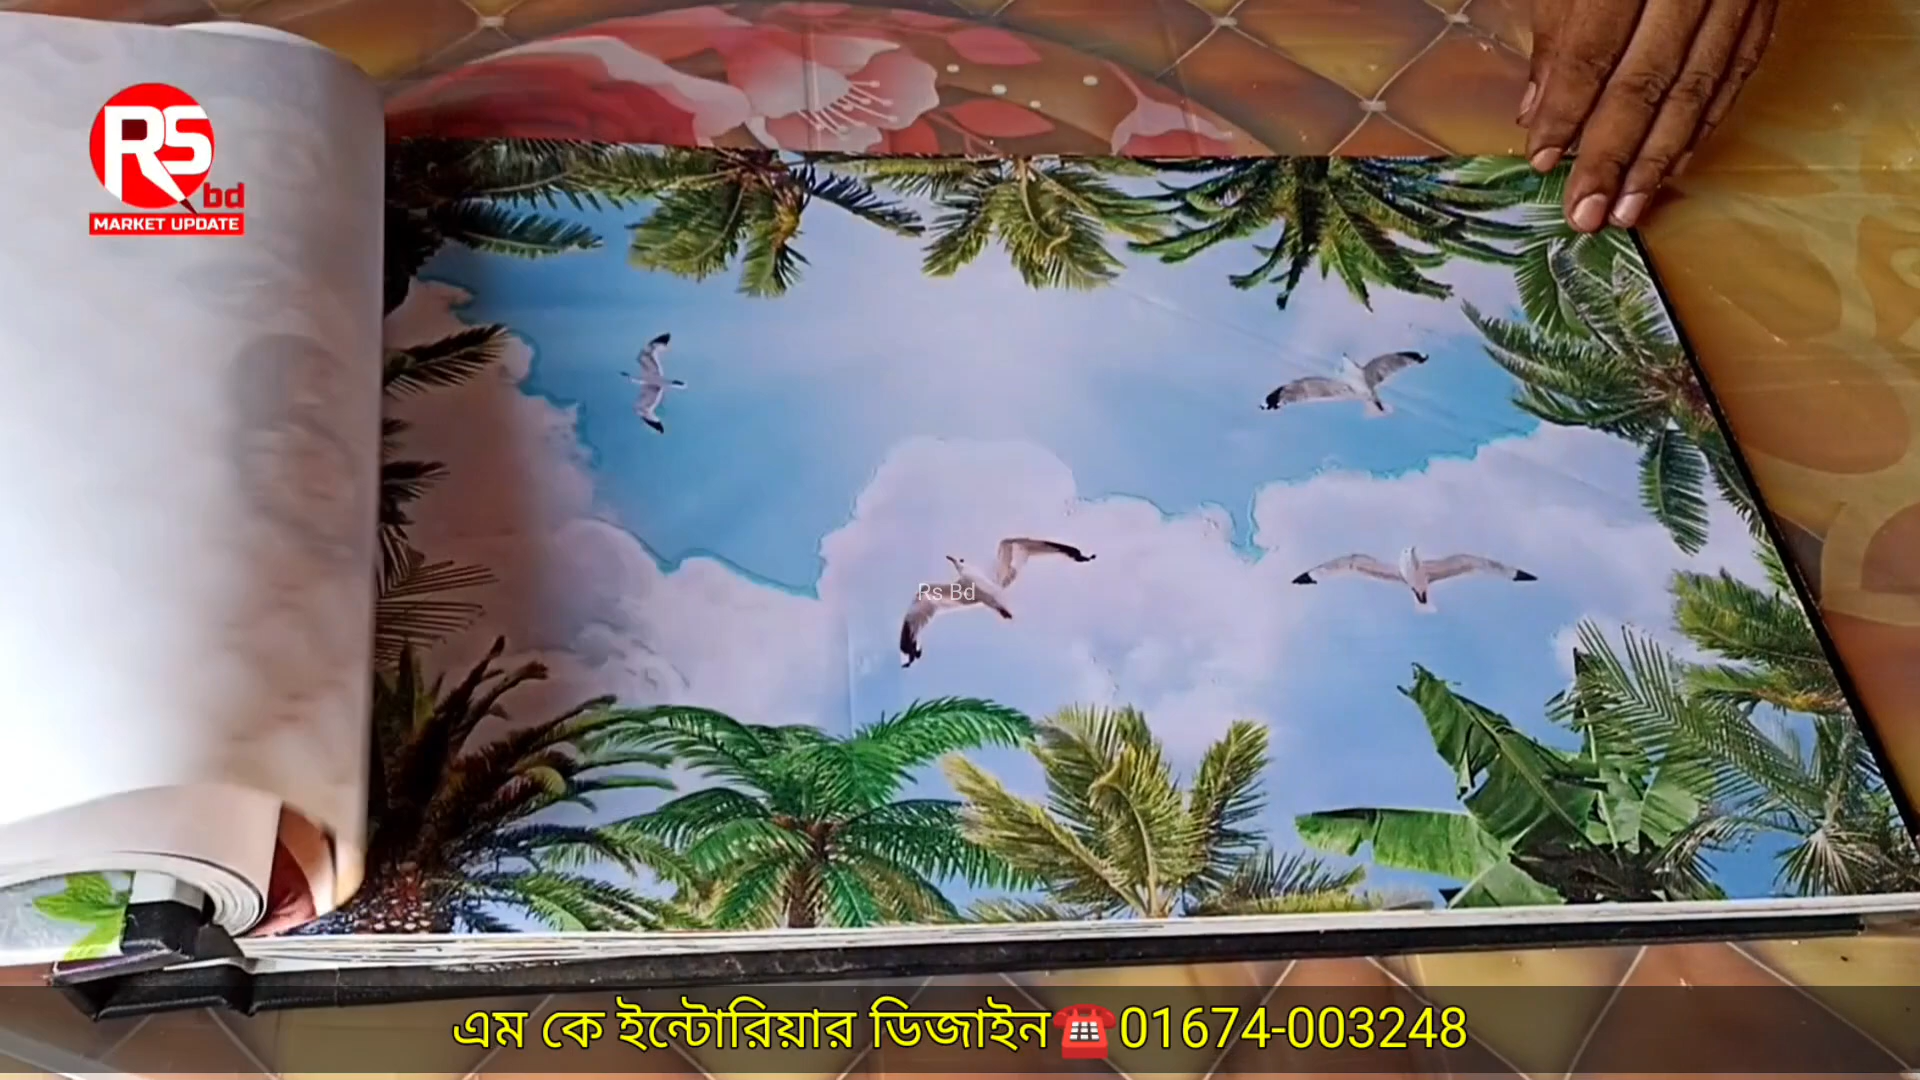 RS
bd
MARKET UPDATE
Rs Bd
এম কে ইন্টোরিয়ার ডিজাইন☎️01674-003248